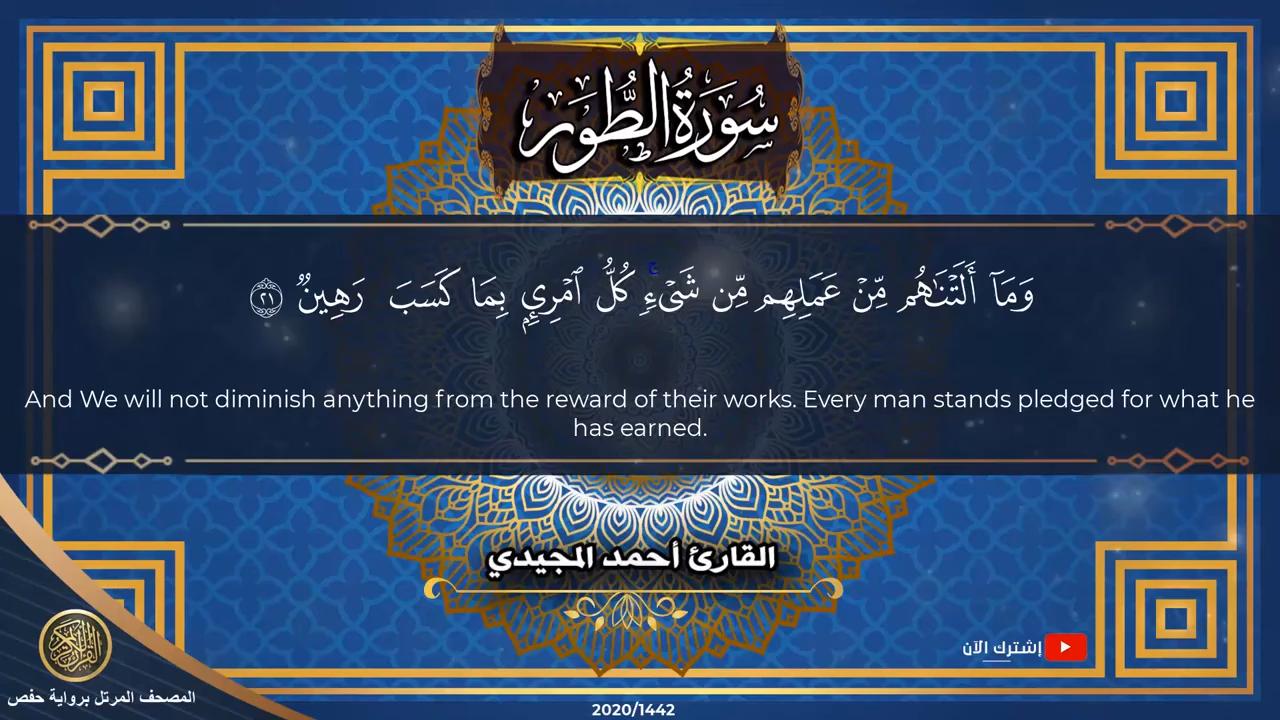 سُورَةُ الطُّورِ
وَمَآ أَلَتْنَٰهُم مِّنْ عَمَلِهِم مِّن شَىْءٍۢ ۚ كُلُّ ٱمْرِئٍۭ بِمَا كَسَبَ رَهِينٌۭ ٢١
And We will not diminish anything from the reward of their works. Every man stands pledged for what he
has earned.
القارئ أحمد المجيدي
إشترك الآن
المصحف المرتل برواية حفص
2020/1442